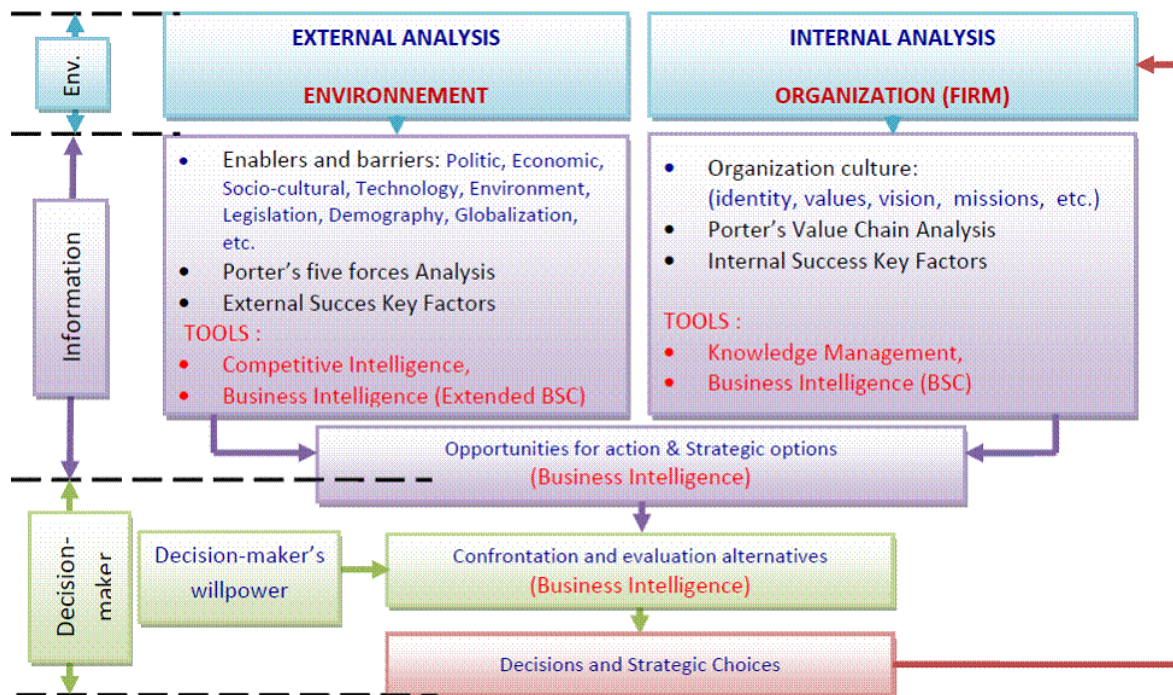 Env.
EXTERNAL ANALYSIS
ENVIRONNEMENT
INTERNAL ANALYSIS
ORGANIZATION (FIRM)
Information
• Enablers and barriers: Politic, Economic,
Socio-cultural, Technology, Environment,
Legislation, Demography, Globalization,
etc.
• Porter's five forces Analysis
• External Succes Key Factors
TOOLS :
• Competitive Intelligence,
• Business Intelligence (Extended BSC)
• Organization culture:
(identity, values, vision, missions, etc.)
• Porter's Value Chain Analysis
• Internal Success Key Factors
TOOLS :
• Knowledge Management,
• Business Intelligence (BSC)
Opportunities for action & Strategic options
(Business Intelligence)
Decision-
maker
Decision-maker's
willpower
Confrontation and evaluation alternatives
(Business Intelligence)
Decisions and Strategic Choices